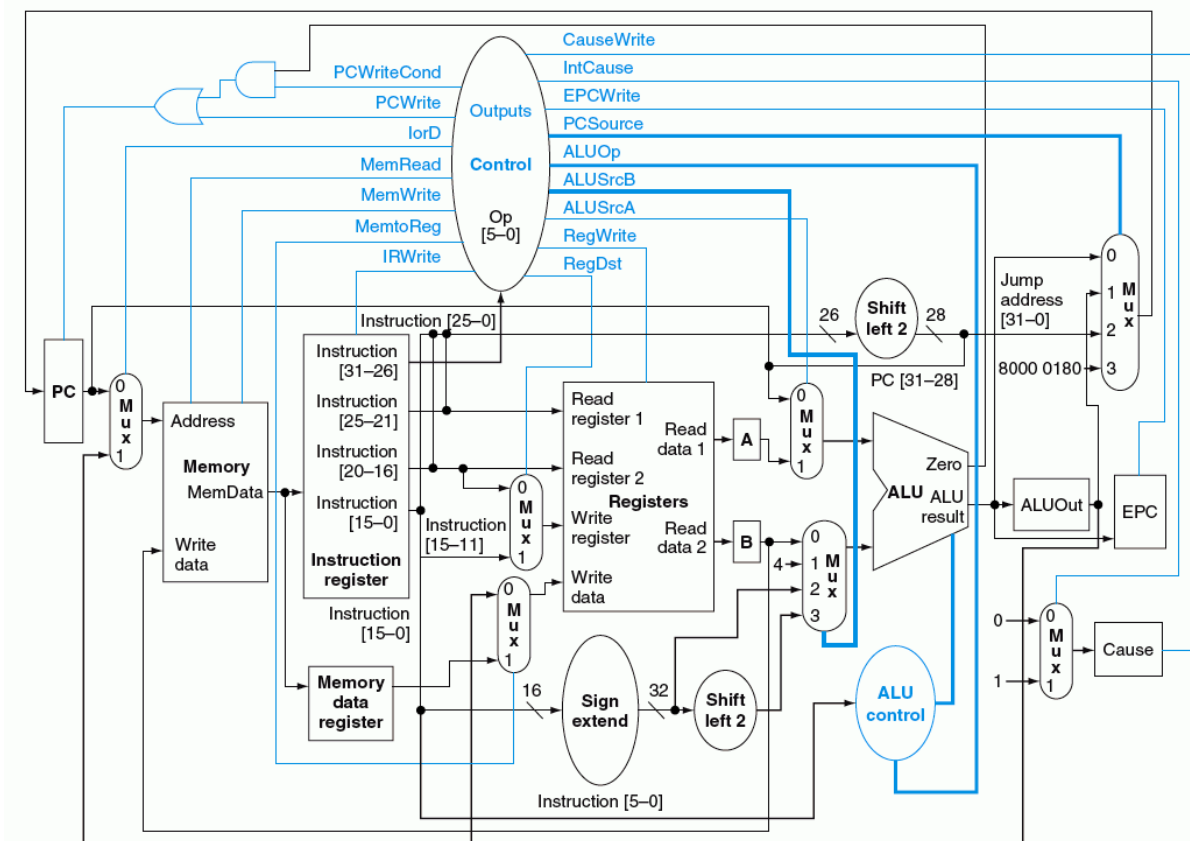 CauseWrite
IntCause
EPCWrite
PCSource
ALUOp
ALUSrcB
ALUSrcA
RegWrite
RegDst
PCWriteCond
PCWrite
IorD
MemRead
MemWrite
MemtoReg
IRWrite
Outputs
Control
Op
[5–0]
Instruction [25–0]
26
Shift
left 2
28
Jump
address
[31–0]
PC [31–28]
8000 0180
0
1
2
3
M
u
x
PC
0
M
u
x
1
Address
Memory
MemData
Write
data
Instruction
[31–26]
Instruction
[25–21]
Instruction
[20–16]
Instruction
[15–0]
Instruction
register
Instruction
[15–11]
Instruction
[15–0]
Memory
data
register
0
M
u
x
1
0
M
u
x
1
Read
register 1
Read
register 2
Registers
Write
register
Write
data
Read
data 1
Read
data 2
A
B
0
M
u
x
1
4
0
1
2
3
M
u
x
Zero
ALU
ALU
result
ALUOut
EPC
0
1
0
M
u
x
1
Cause
16
Sign
extend
32
Shift
left 2
ALU
control
Instruction [5–0]